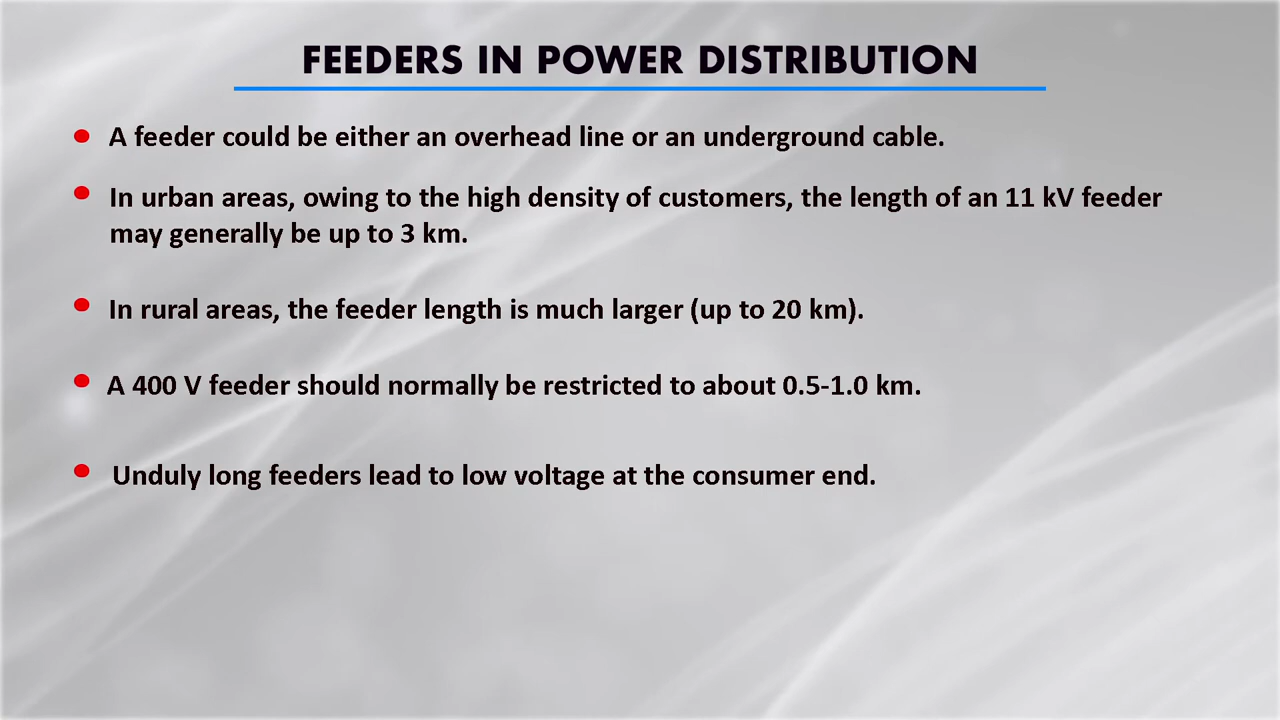 FEEDERS IN POWER DISTRIBUTION
A feeder could be either an overhead line or an underground cable.
In urban areas, owing to the high density of customers, the length of an 11 kV feeder
may generally be up to 3 km.
In rural areas, the feeder length is much larger (up to 20 km).
A 400 V feeder should normally be restricted to about 0.5-1.0 km.
Unduly long feeders lead to low voltage at the consumer end.